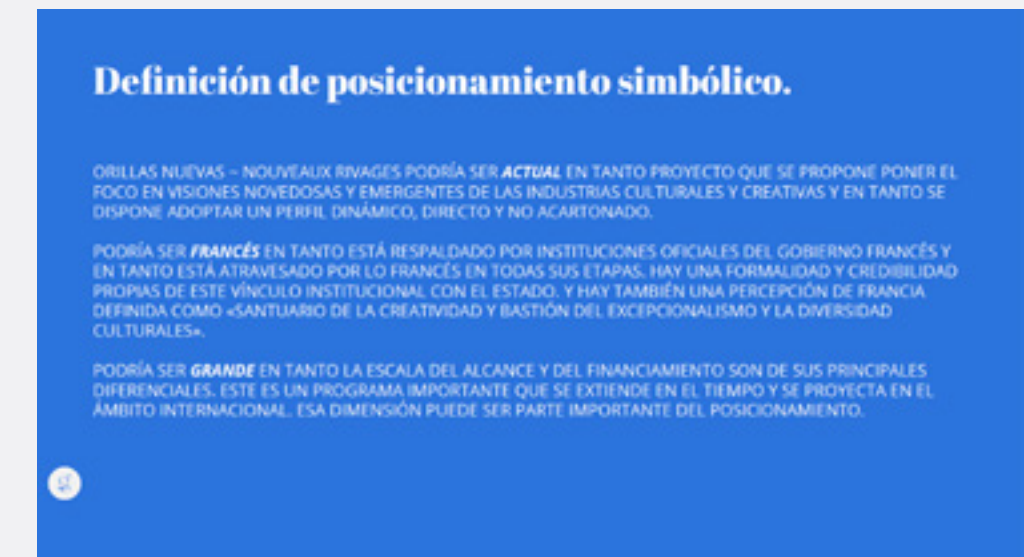 Definición de posicionamiento simbólico.
ORILLAS NUEVAS – NOUVEAUX RIVAGES PODRÍA SER ACTUAL EN TANTO PROYECTO QUE SE PROPONE PONER EL
FOCO EN VISIONES NOVEDOSAS Y EMERGENTES DE LAS INDUSTRIAS CULTURALES Y CREATIVAS Y EN TANTO SE
DISPONE ADOPTAR UN PERFIL DINÁMICO, DIRECTO Y NO ACARTONADO.
PODRÍA SER FRANCÉS EN TANTO ESTÁ RESPALDADO POR INSTITUCIONES OFICIALES DEL GOBIERNO FRANCÉS Y
EN TANTO ESTÁ ATRAVESADO POR LO FRANCÉS EN TODAS SUS ETAPAS. HAY UNA FORMALIDAD Y CREDIBILIDAD
PROPIAS DE ESTE VÍNCULO INSTITUCIONAL CON EL ESTADO. Y HAY TAMBIÉN UNA PERCEPCIÓN DE FRANCIA
DEFINIDA COMO «SANTUARIO DE LA CREATIVIDAD Y BASTIÓN DEL EXCEPCIONALISMO Y LA DIVERSIDAD
CULTURALES».
PODRÍA SER GRANDE EN TANTO LA ESCALA DEL ALCANCE Y DEL FINANCIAMIENTO SON DE SUS PRINCIPALES
DIFERENCIALES. ESTE ES UN PROGRAMA IMPORTANTE QUE SE EXTIENDE EN EL TIEMPO Y SE PROYECTA EN EL
ÁMBITO INTERNACIONAL. ESA DIMENSIÓN PUEDE SER PARTE IMPORTANTE DEL POSICIONAMIENTO.